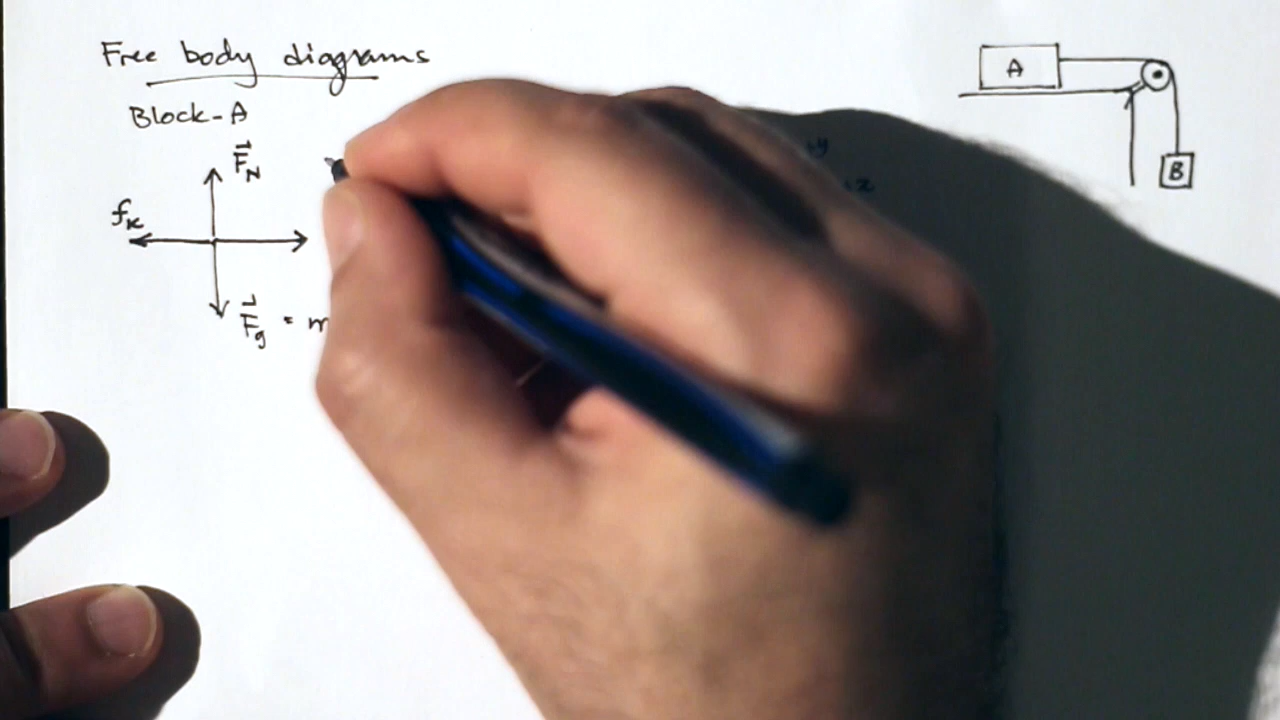 Free body diagrams
Block-A
F⃗N
fK
F⃗g = m
A
B